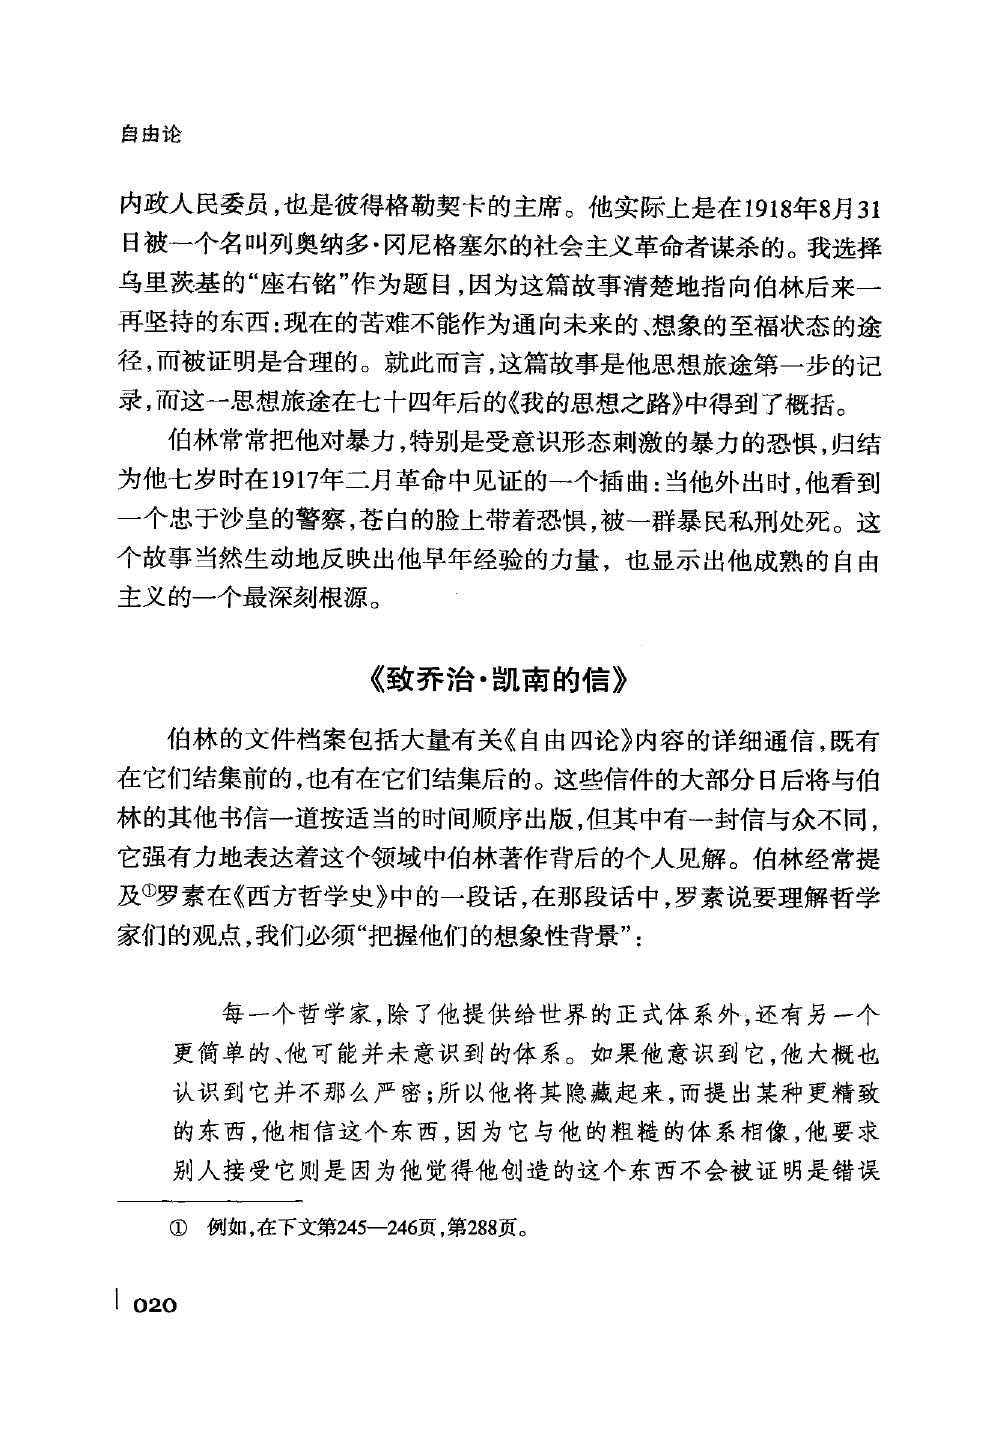 自由论
内政人民委员,也是彼得格勒契卡的主席。他实际上是在1918年8月31
日被一个名叫列奥纳多·冈尼格塞尔的社会主义革命者谋杀的。我选择
乌里茨基的“座右铭”作为题目,因为这篇故事清楚地指向伯林后来一
再坚持的东西:现在的苦难不能作为通向未来的、想象的至福状态的途
径,而被证明是合理的。就此而言,这篇故事是他思想旅途第一步的记
录,而这一思想旅途在七十四年后的《我的思想之路》中得到了概括。
伯林常常把他对暴力,特别是受意识形态刺激的暴力的恐惧,归结
为他七岁时在1917年二月革命中见证的一个插曲:当他外出时,他看到
一个忠于沙皇的警察,苍白的脸上带着恐惧,被一群暴民私刑处死。这
个故事当然生动地反映出他早年经验的力量，也显示出他成熟的自由
主义的一个最深刻根源。
《致乔治·凯南的信》
伯林的文件档案包括大量有关《自由四论》内容的详细通信,既有
在它们结集前的,也有在它们结集后的。这些信件的大部分日后将与伯
林的其他书信一道按适当的时间顺序出版,但其中有一封信与众不同,
它强有力地表达着这个领域中伯林著作背后的个人见解。伯林经常提
及①罗素在《西方哲学史》中的一段话,在那段话中,罗素说要理解哲学
家们的观点,我们必须“把握他们的想象性背景”:
每一个哲学家,除了他提供给世界的正式体系外,还有另一个
更简单的、他可能并未意识到的体系。如果他意识到它,他大概也
认识到它并不那么严密;所以他将其隐藏起来,而提出某种更精致
的东西,他相信这个东西,因为它与他的粗糙的体系相像,他要求
别人接受它则是因为他觉得他创造的这个东西不会被证明是错误
① 例如,在下文第245—246页,第288页。
020